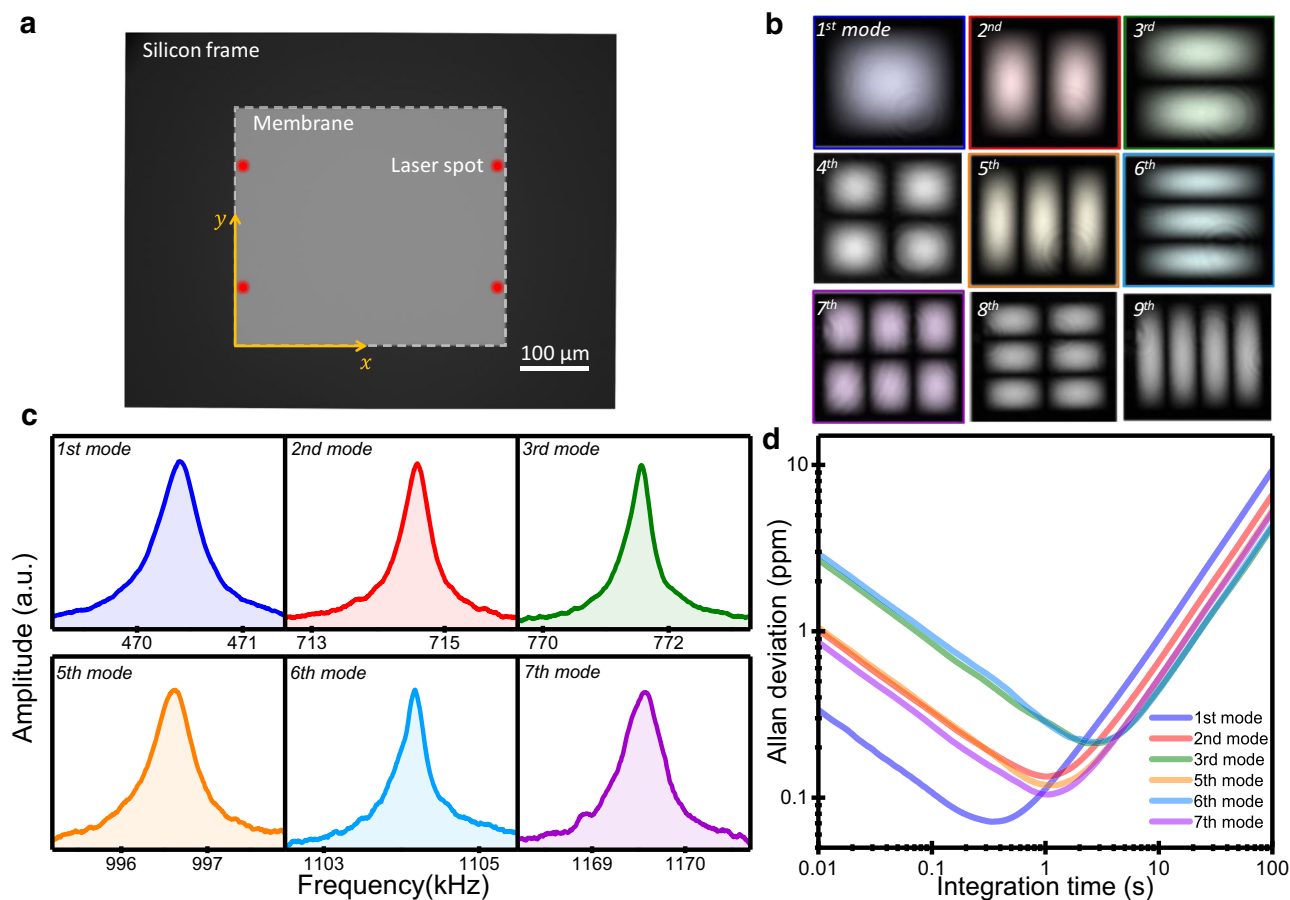 a
Silicon frame
Membrane
Laser spot
y
x
100 µm
b
1st mode
2nd
3rd
4th
5th
6th
7th
8th
9th
c
Amplitude (a.u.)
1st mode
2nd mode
3rd mode
470 471 713 715 770 772
5th mode
6th mode
7th mode
996 997 1103 1105 1169 1170
Frequency(kHz)
d
Allan deviation (ppm)
10
1
0.1
1st mode
2nd mode
3rd mode
5th mode
6th mode
7th mode
0.01 0.1 1 10 100
Integration time (s)